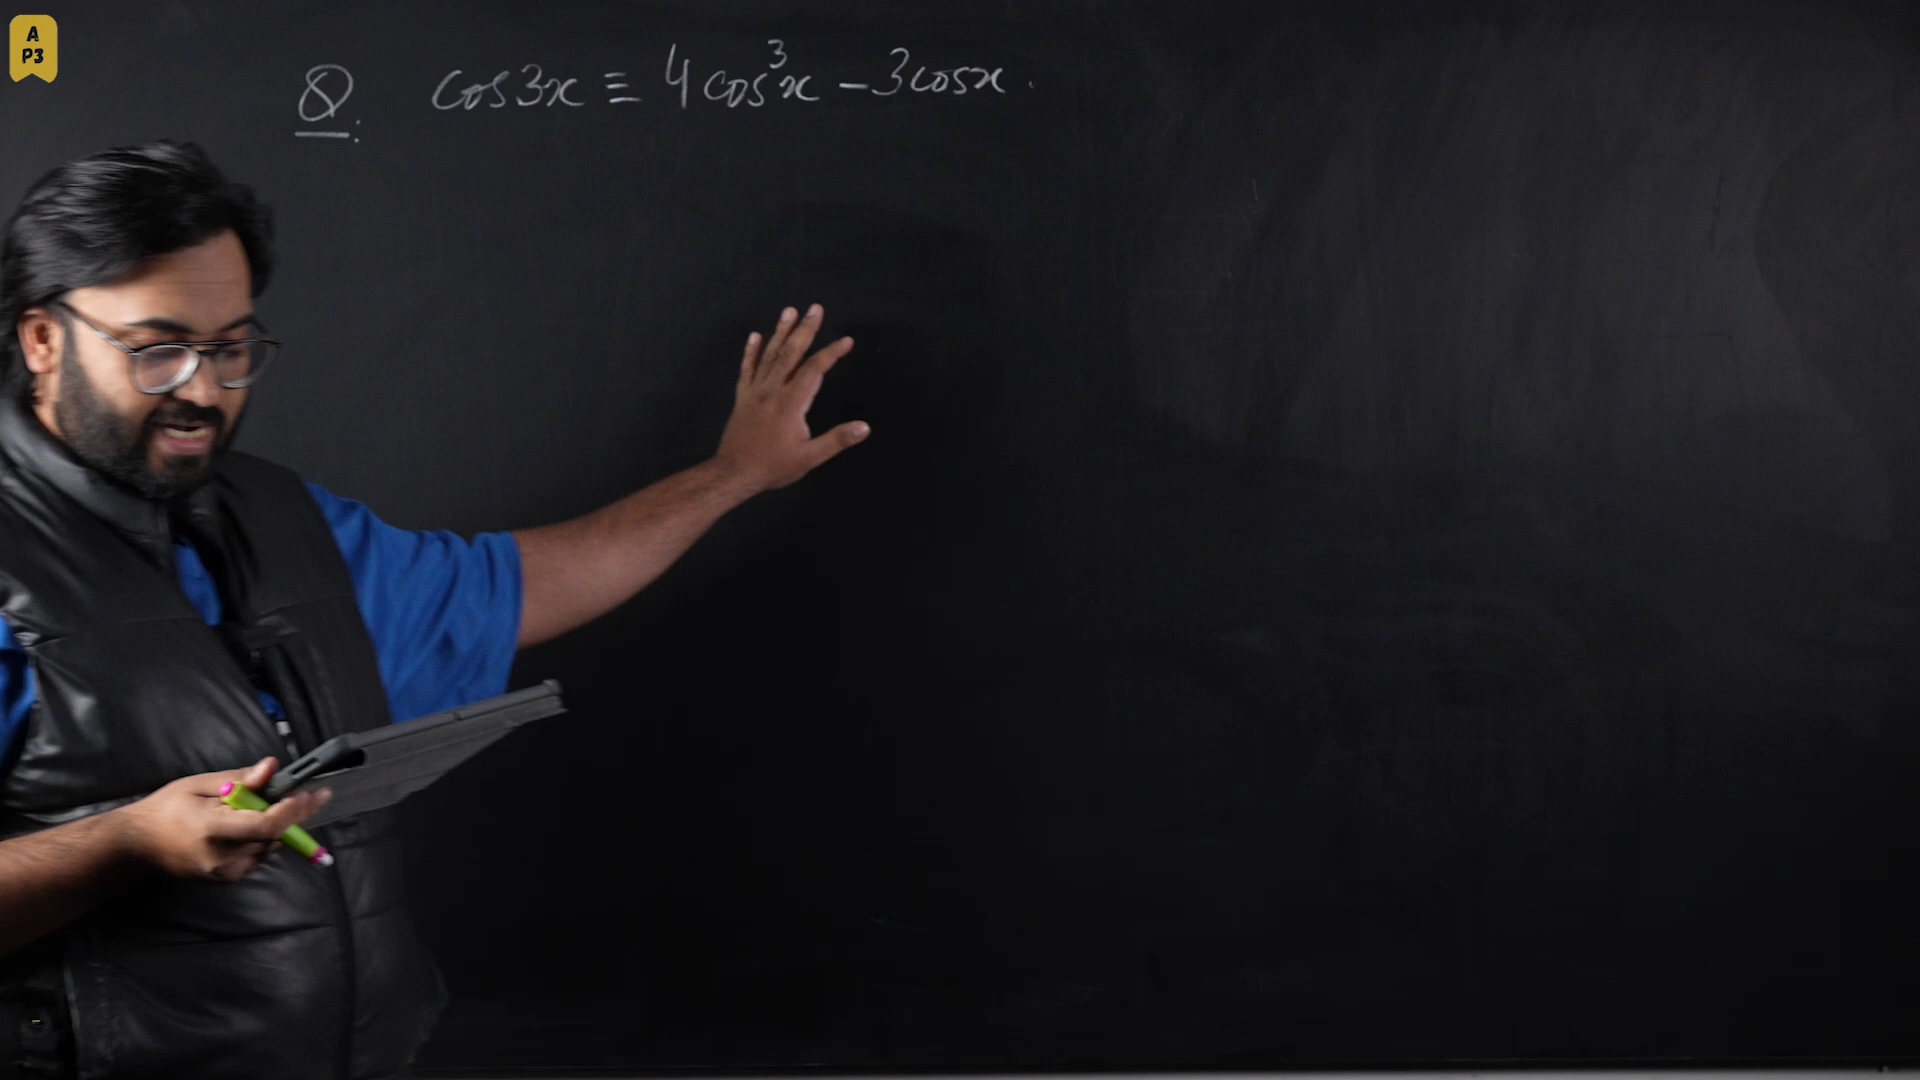 A
P3
Q: cos3x ≡ 4cos³x - 3cosx.